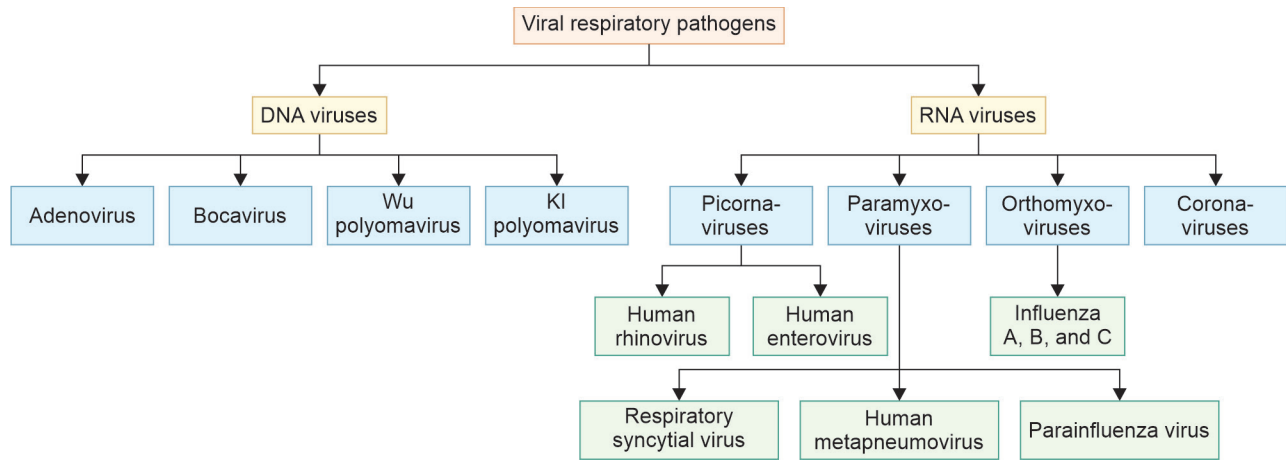 Viral respiratory pathogens
DNA viruses
RNA viruses
Adenovirus
Bocavirus
Wu
polyomavirus
KI
polyomavirus
Picorna-
viruses
Paramyxo-
viruses
Orthomyxo-
viruses
Corona-
viruses
Human
rhinovirus
Human
enterovirus
Influenza
A, B, and C
Respiratory
syncytial virus
Human
metapneumovirus
Parainfluenza virus